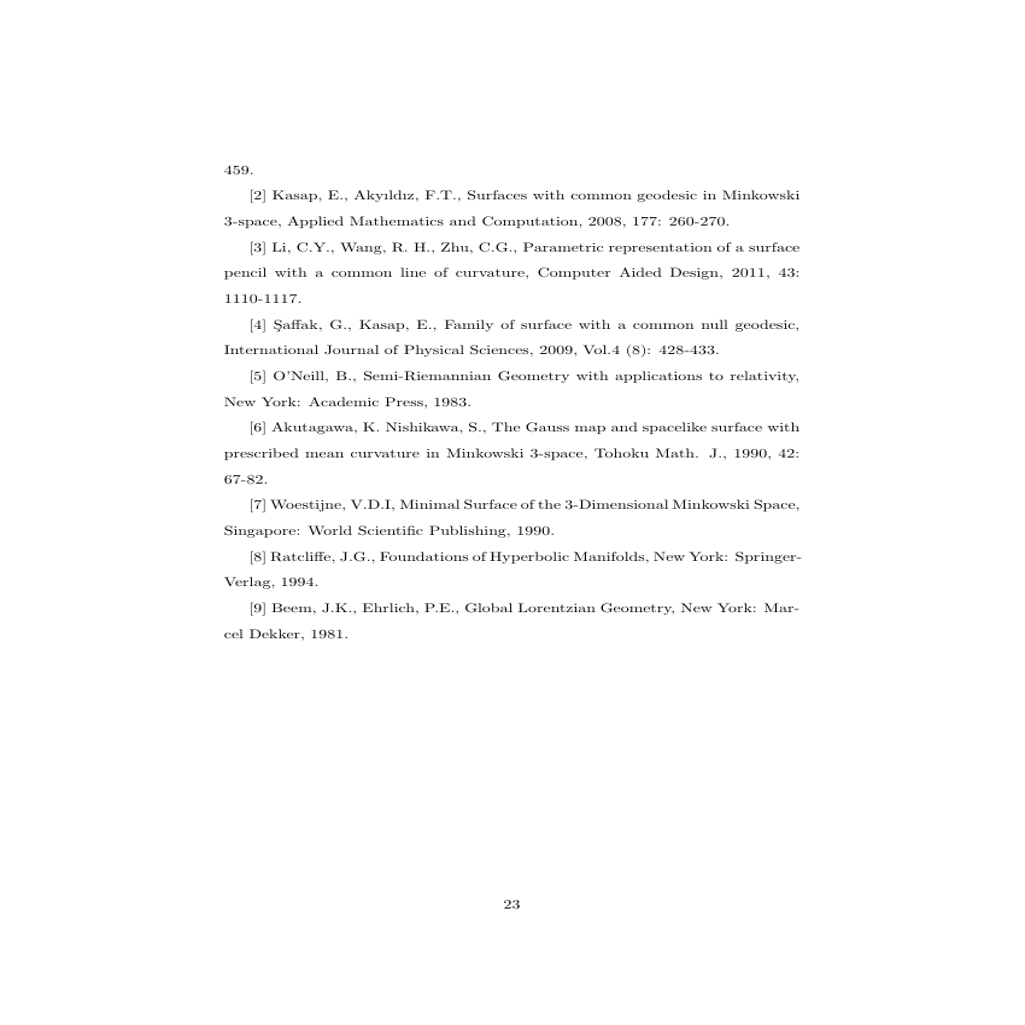 459.
[2] Kasap, E., Akyıldız, F.T., Surfaces with common geodesic in Minkowski
3-space, Applied Mathematics and Computation, 2008, 177: 260-270.
[3] Li, C.Y., Wang, R. H., Zhu, C.G., Parametric representation of a surface
pencil with a common line of curvature, Computer Aided Design, 2011, 43:
1110-1117.
[4] Şaffak, G., Kasap, E., Family of surface with a common null geodesic,
International Journal of Physical Sciences, 2009, Vol.4 (8): 428-433.
[5] O'Neill, B., Semi-Riemannian Geometry with applications to relativity,
New York: Academic Press, 1983.
[6] Akutagawa, K. Nishikawa, S., The Gauss map and spacelike surface with
prescribed mean curvature in Minkowski 3-space, Tohoku Math. J., 1990, 42:
67-82.
[7] Woestijne, V.D.I, Minimal Surface of the 3-Dimensional Minkowski Space,
Singapore: World Scientific Publishing, 1990.
[8] Ratcliffe, J.G., Foundations of Hyperbolic Manifolds, New York: Springer-
Verlag, 1994.
[9] Beem, J.K., Ehrlich, P.E., Global Lorentzian Geometry, New York: Mar-
cel Dekker, 1981.
23